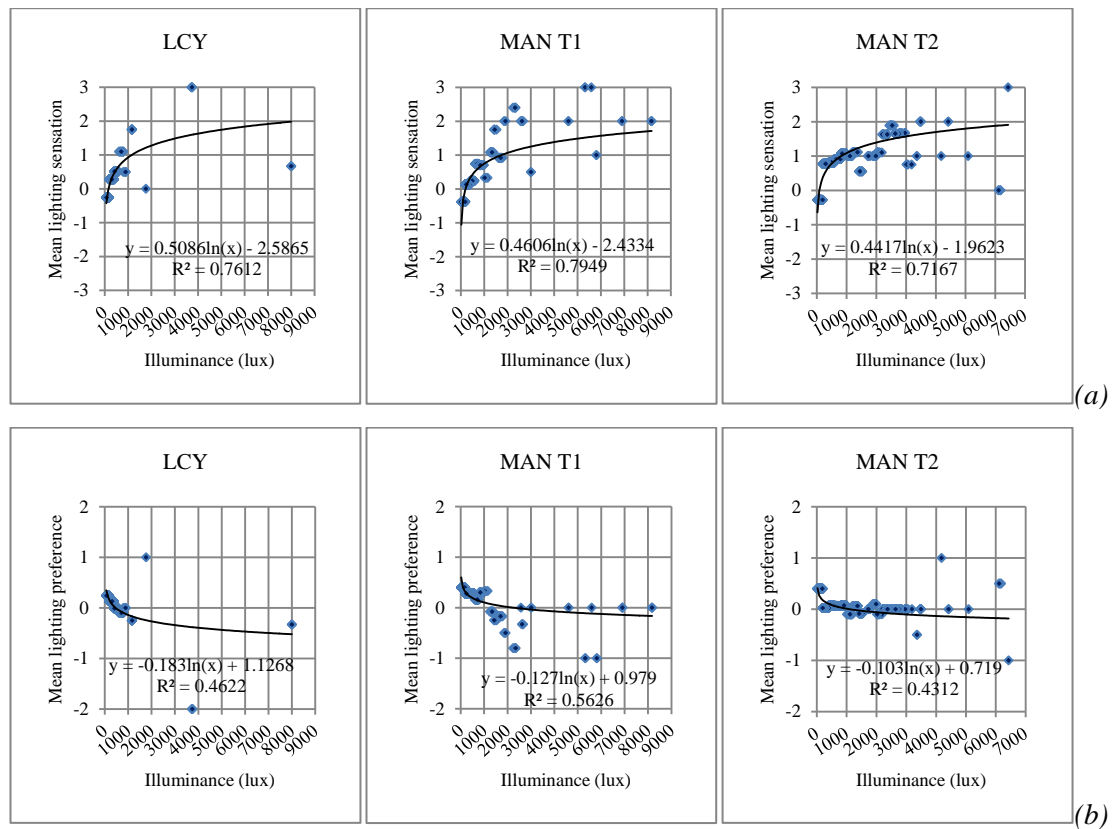 LCY
Mean lighting sensation
3
2
1
0
-1
-2
-3
y = 0.5086ln(x) - 2.5865
R² = 0.7612
0 1000 2000 3000 4000 5000 6000 7000 8000 9000
Illuminance (lux)
MAN T1
Mean lighting sensation
3
2
1
0
-1
-2
-3
y = 0.4606ln(x) - 2.4334
R² = 0.7949
0 1000 2000 3000 4000 5000 6000 7000 8000 9000
Illuminance (lux)
MAN T2
Mean lighting sensation
3
2
1
0
-1
-2
-3
y = 0.4417ln(x) - 1.9623
R² = 0.7167
0 1000 2000 3000 4000 5000 6000 7000
Illuminance (lux)
(a)
LCY
Mean lighting preference
2
1
0
-1
-2
y = -0.183ln(x) + 1.1268
R² = 0.4622
0 1000 2000 3000 4000 5000 6000 7000 8000 9000
Illuminance (lux)
MAN T1
Mean lighting preference
2
1
0
-1
-2
y = -0.127ln(x) + 0.979
R² = 0.5626
0 1000 2000 3000 4000 5000 6000 7000 8000 9000
Illuminance (lux)
MAN T2
Mean lighting preference
2
1
0
-1
-2
y = -0.103ln(x) + 0.719
R² = 0.4312
0 1000 2000 3000 4000 5000 6000 7000
Illuminance (lux)
(b)